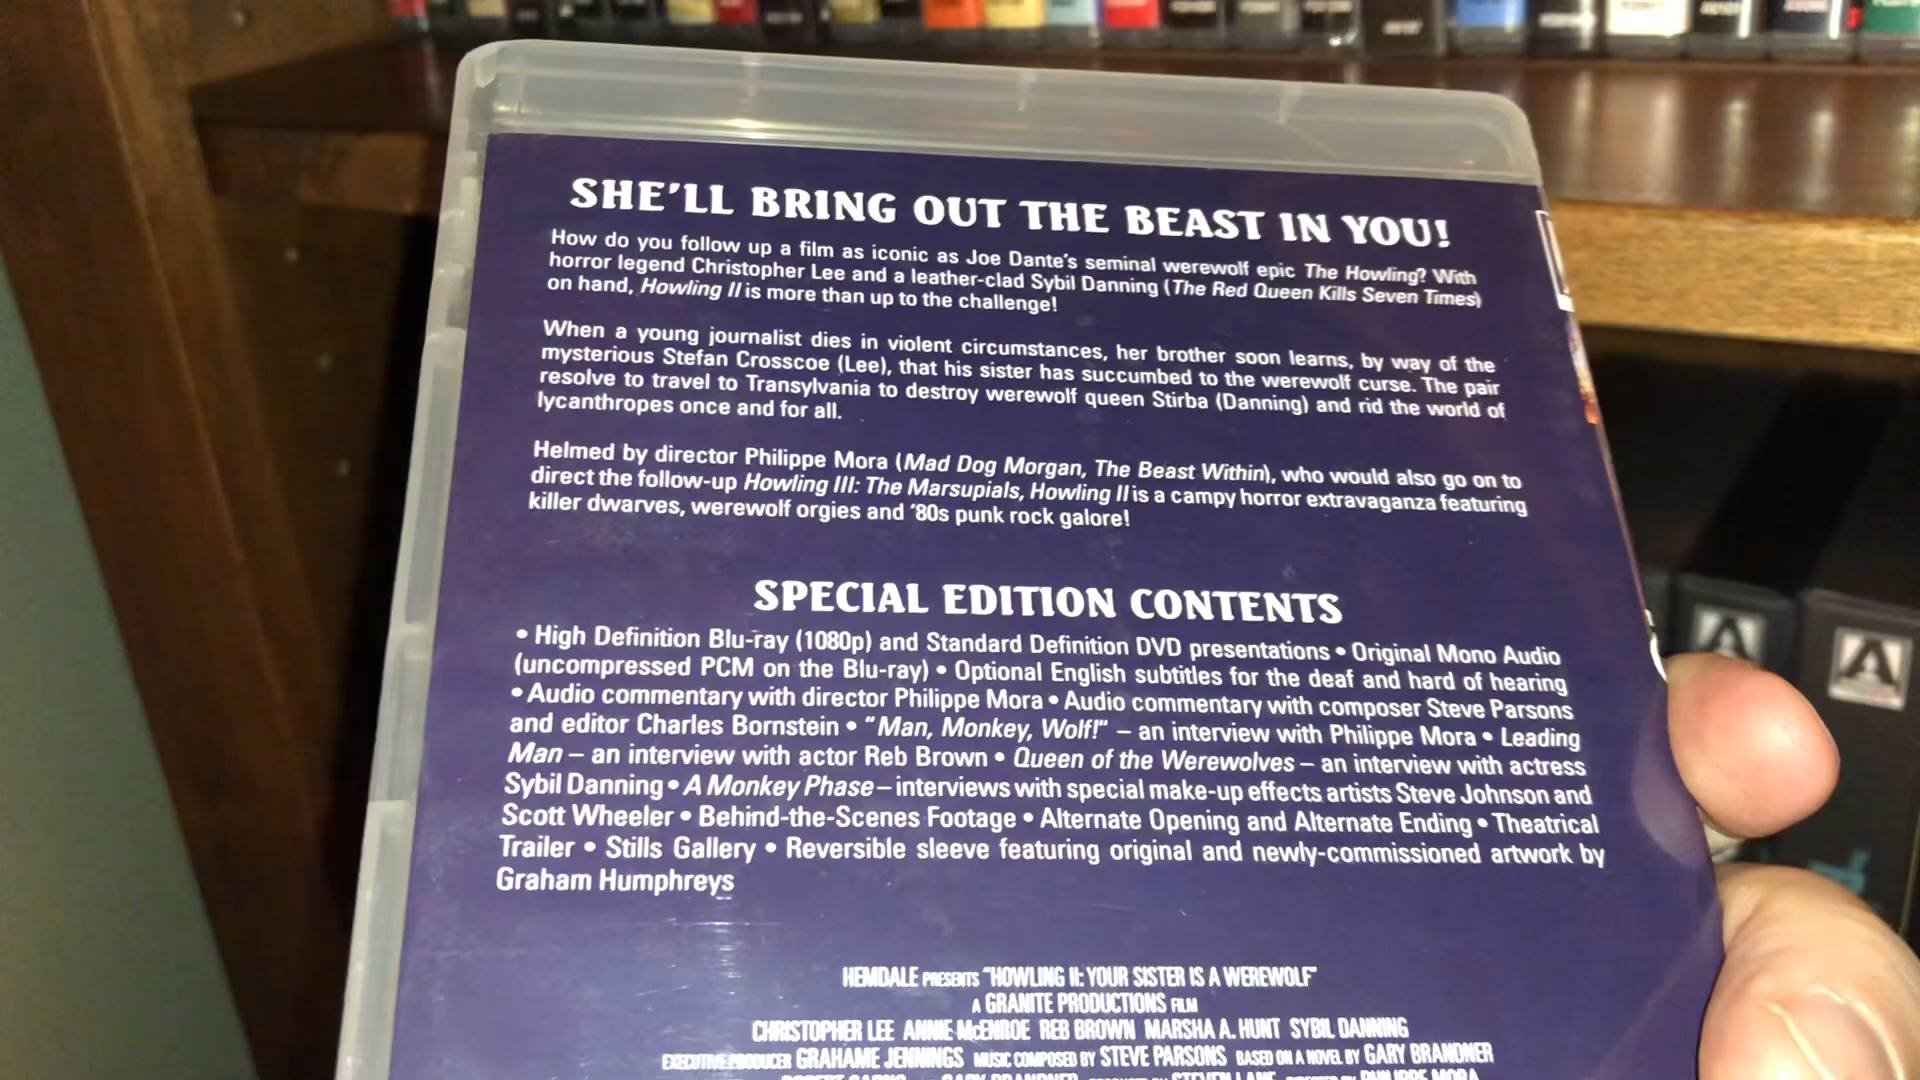 SHE'LL BRING OUT THE BEAST IN YOU!
How do you follow up a film as iconic as Joe Dante's seminal werewolf epic The Howling? With
horror legend Christopher Lee and a leather-clad Sybil Danning (The Red Queen Kills Seven Times)
on hand, Howling II is more than up to the challenge!
When a young journalist dies in violent circumstances, her brother soon learns, by way of the
mysterious Stefan Crosscoe (Lee), that his sister has succumbed to the werewolf curse. The pair
resolve to travel to Transylvania to destroy werewolf queen Stirba (Danning) and rid the world of
lycanthropes once and for all.
Helmed by director Philippe Mora (Mad Dog Morgan, The Beast Within), who would also go on to
direct the follow-up Howling III: The Marsupials, Howling II is a campy horror extravaganza featuring
killer dwarves, werewolf orgies and '80s punk rock galore!
SPECIAL EDITION CONTENTS
• High Definition Blu-ray (1080p) and Standard Definition DVD presentations • Original Mono Audio
(uncompressed PCM on the Blu-ray) • Optional English subtitles for the deaf and hard of hearing
• Audio commentary with director Philippe Mora • Audio commentary with composer Steve Parsons
and editor Charles Bornstein • "Man, Monkey, Wolf!" – an interview with Philippe Mora • Leading
Man – an interview with actor Reb Brown • Queen of the Werewolves – an interview with actress
Sybil Danning • A Monkey Phase – interviews with special make-up effects artists Steve Johnson and
Scott Wheeler • Behind-the-Scenes Footage • Alternate Opening and Alternate Ending • Theatrical
Trailer • Stills Gallery • Reversible sleeve featuring original and newly-commissioned artwork by
Graham Humphreys
HEMDALE PRESENTS "HOWLING II: YOUR SISTER IS A WEREWOLF"
A GRANITE PRODUCTIONS FILM
CHRISTOPHER LEE ANNIE McENROE REB BROWN MARSHA A. HUNT SYBIL DANNING
EXECUTIVE PRODUCER GRAHAME JENNINGS MUSIC COMPOSED BY STEVE PARSONS BASED ON A NOVEL BY GARY BRANDNER
GARY BRANDNER STEVEN LANE PHILIPPE MORA